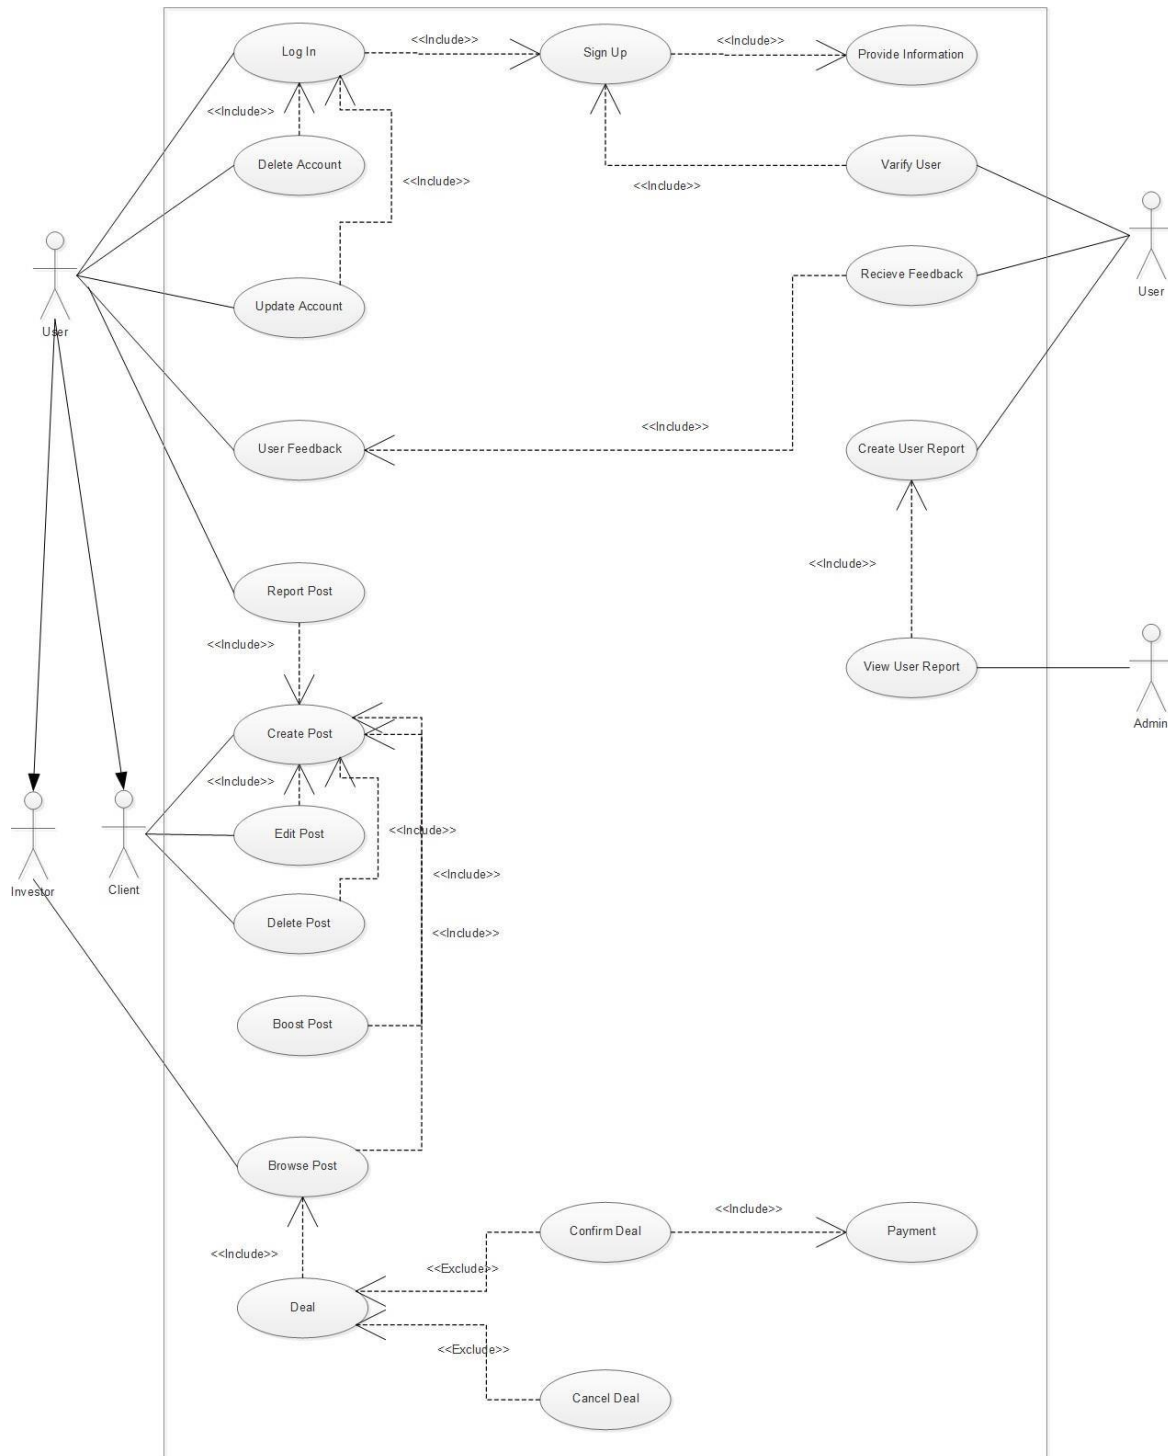 <<Include>>
<<Include>>
Log In
Sign Up
Provide Information
<<Include>>
Delete Account
Varify User
<<Include>>
<<Include>>
Recieve Feedback
User
Update Account
User
<<Include>>
User Feedback
Create User Report
<<Include>>
Report Post
<<Include>>
View User Report
Admin
Create Post
<<Include>>
Edit Post
<<Include>>
<<Include>>
Investor
Client
Delete Post
<<Include>>
Boost Post
Browse Post
<<Include>>
Confirm Deal
Payment
<<Include>>
<<Exclude>>
Deal
<<Exclude>>
Cancel Deal